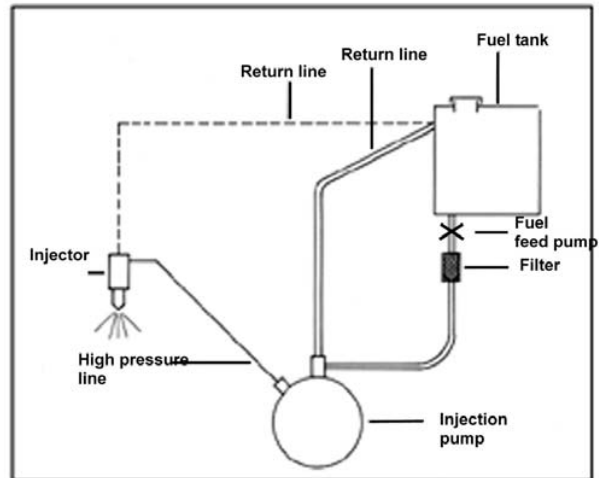 Fuel tank
Return line
Return line
Fuel
feed pump
Injector
Filter
High pressure
line
Injection
pump